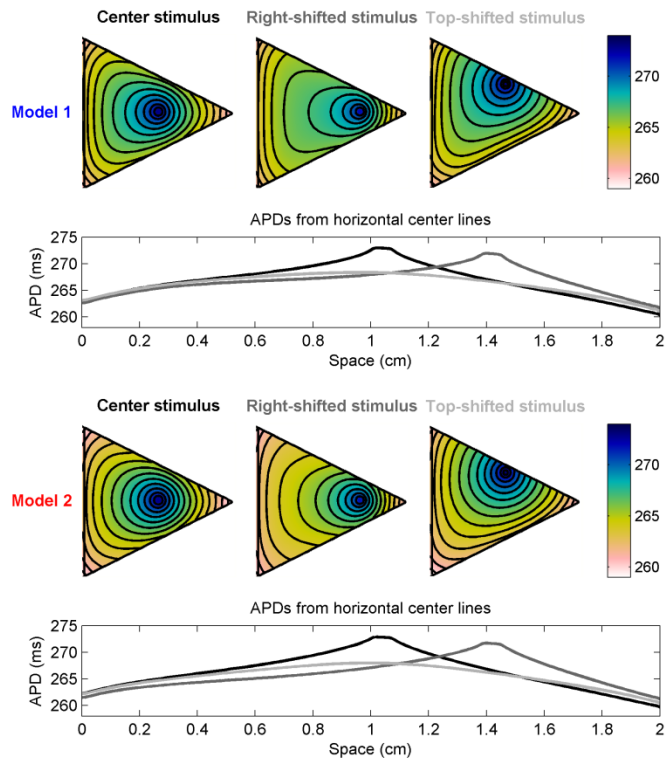 Center stimulus Right-shifted stimulus Top-shifted stimulus
Model 1
270
265
260
APDs from horizontal center lines
275
270
265
260
APD (ms)
0 0.2 0.4 0.6 0.8 1 1.2 1.4 1.6 1.8 2
Space (cm)
Center stimulus Right-shifted stimulus Top-shifted stimulus
Model 2
270
265
260
APDs from horizontal center lines
275
270
265
260
APD (ms)
0 0.2 0.4 0.6 0.8 1 1.2 1.4 1.6 1.8 2
Space (cm)